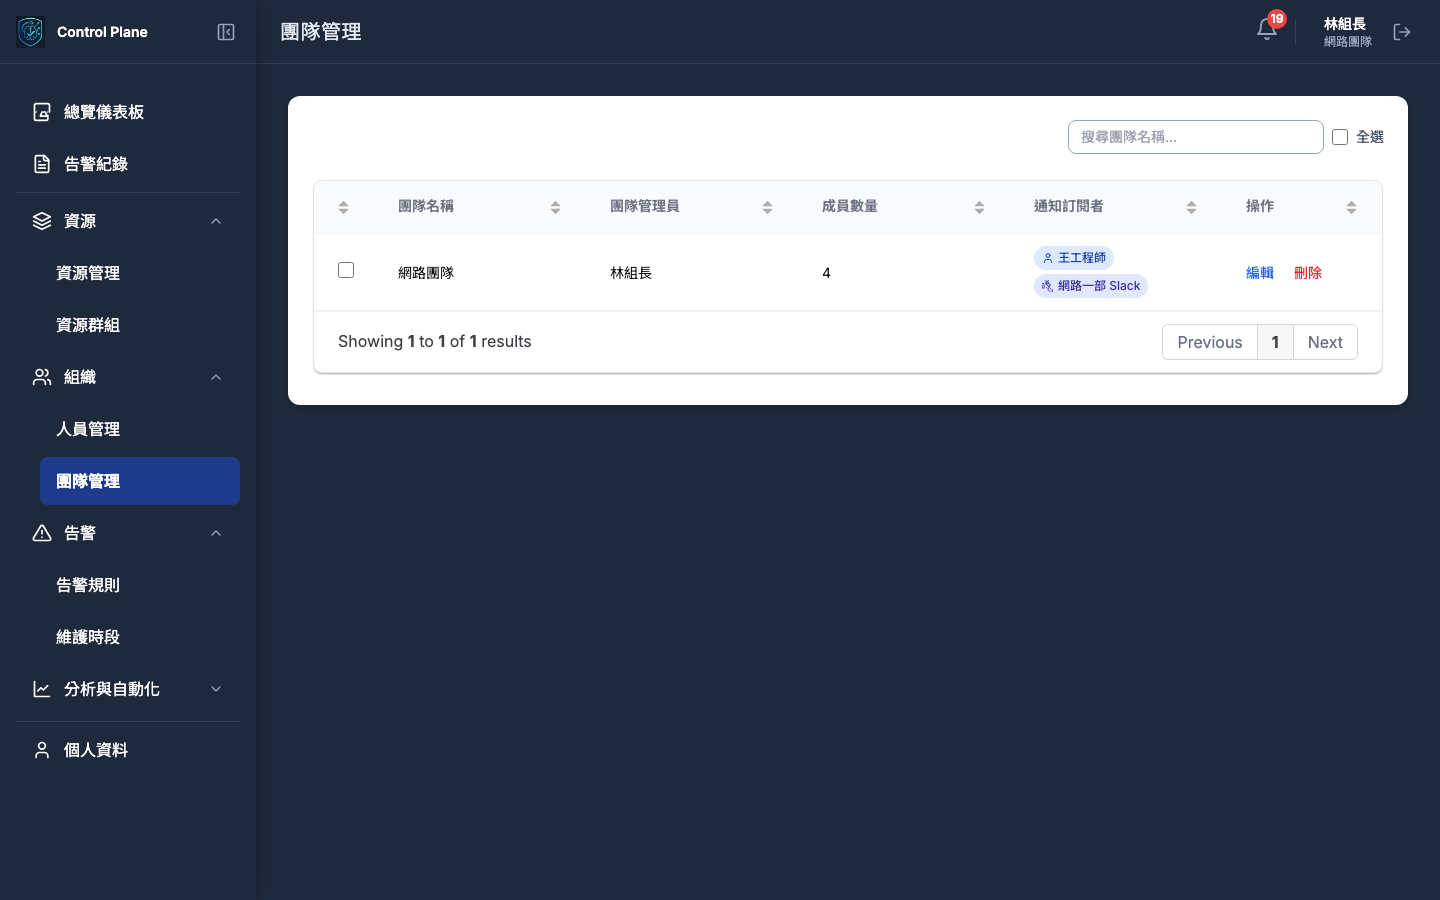 Control Plane
團隊管理
19
林組長
網路團隊
總覽儀表板
告警紀錄
資源
資源管理
資源群組
組織
人員管理
團隊管理
告警
告警規則
維護時段
分析與自動化
個人資料
搜尋團隊名稱...
全選
團隊名稱 團隊管理員 成員數量 通知訂閱者 操作
網路團隊 林組長 4 王工程師 編輯 刪除
網路一部 Slack
Showing 1 to 1 of 1 results
Previous 1 Next